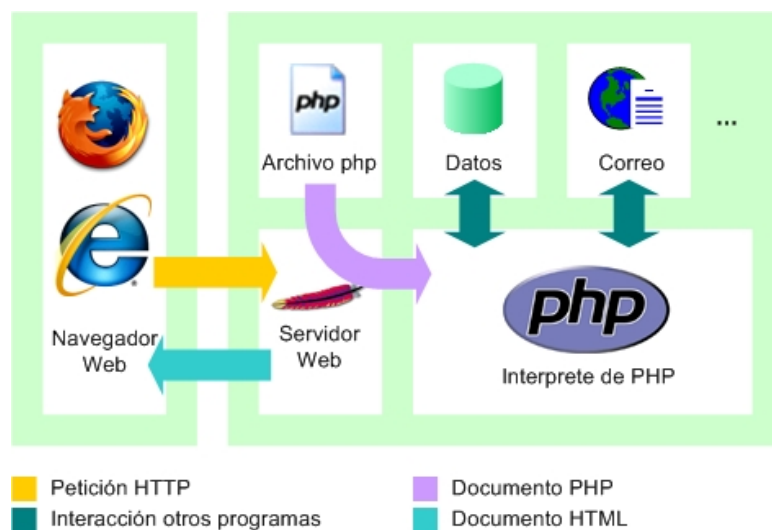 php
Archivo php
Datos
Correo
...
Navegador
Web
Servidor
Web
php
Interprete de PHP
Petición HTTP
Documento PHP
Interacción otros programas
Documento HTML